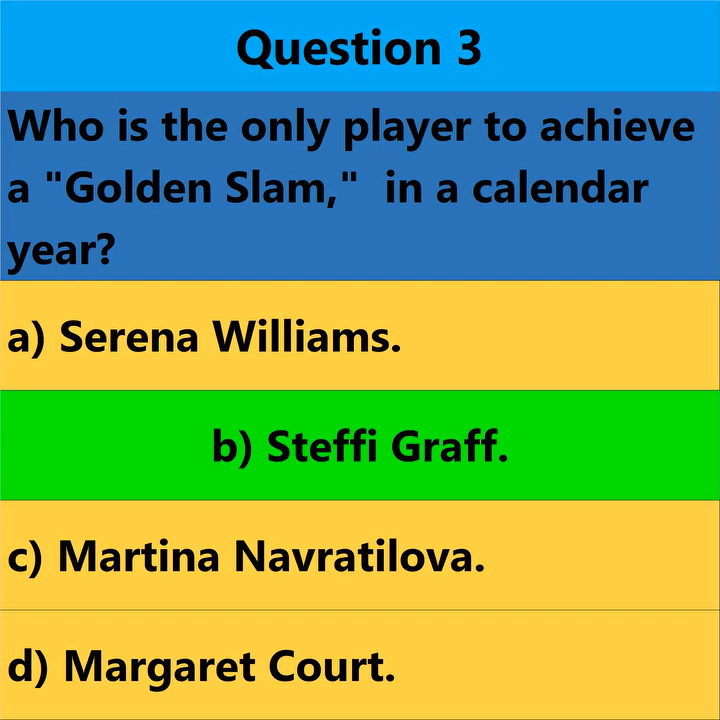 Question 3
Who is the only player to achieve
a "Golden Slam,"  in a calendar
year?
a) Serena Williams.
b) Steffi Graff.
c) Martina Navratilova.
d) Margaret Court.